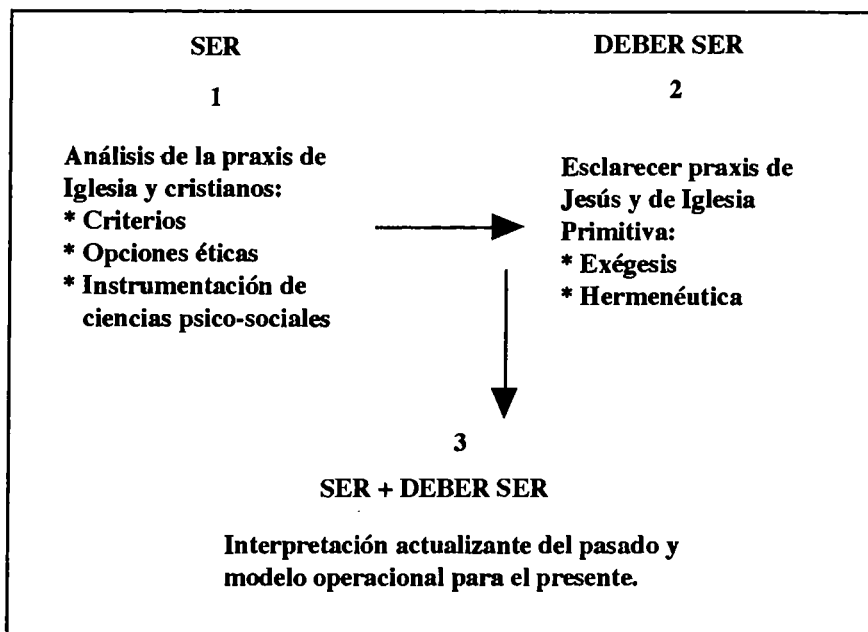 SER
1
Análisis de la praxis de
Iglesia y cristianos:
* Criterios
* Opciones éticas
* Instrumentación de
ciencias psico-sociales
DEBER SER
2
Esclarecer praxis de
Jesús y de Iglesia
Primitiva:
* Exégesis
* Hermenéutica
3
SER + DEBER SER
Interpretación actualizante del pasado y
modelo operacional para el presente.